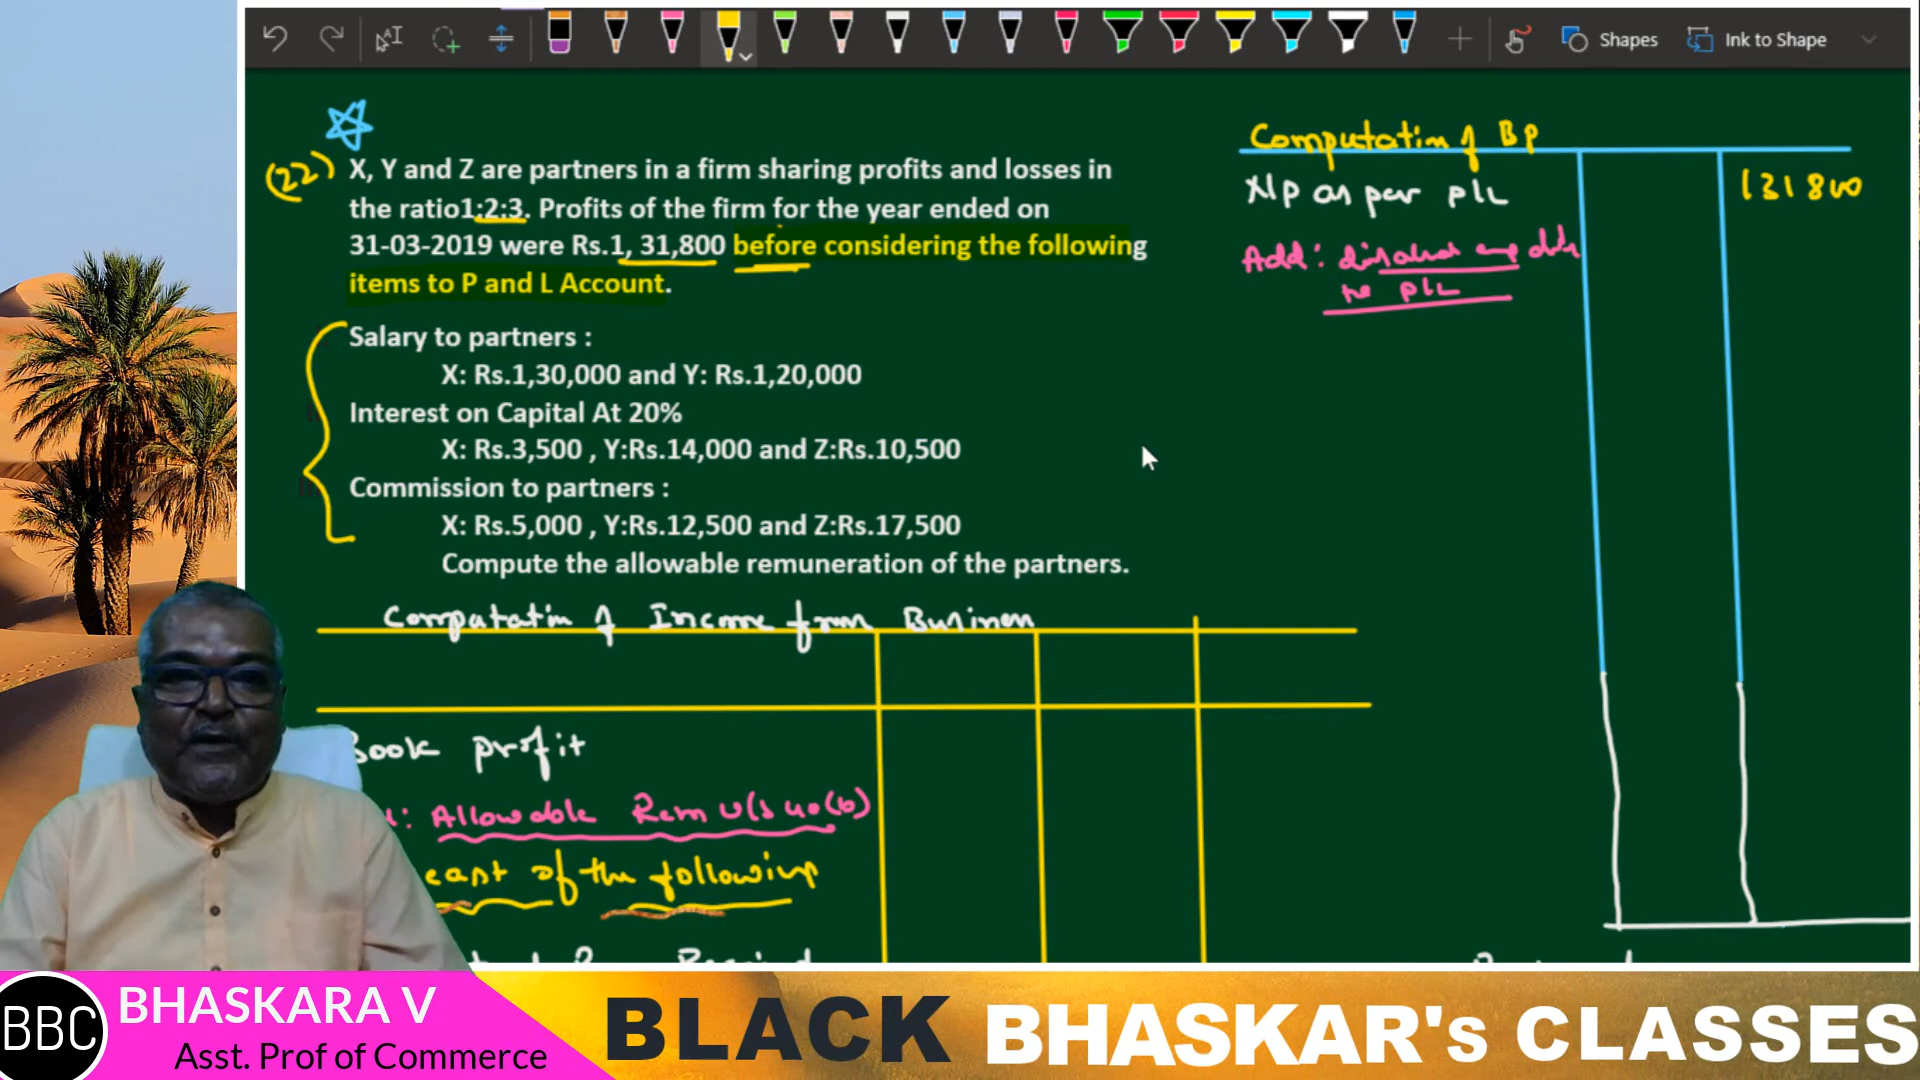 Shapes
Ink to Shape
(22) X, Y and Z are partners in a firm sharing profits and losses in
the ratio1:2:3. Profits of the firm for the year ended on
31-03-2019 were Rs.1, 31,800 before considering the following
items to P and L Account.
Salary to partners :
X: Rs.1,30,000 and Y: Rs.1,20,000
Interest on Capital At 20%
X: Rs.3,500 , Y:Rs.14,000 and Z:Rs.10,500
Commission to partners :
X: Rs.5,000 , Y:Rs.12,500 and Z:Rs.17,500
Compute the allowable remuneration of the partners.
Computation of BP
NP as per P/L 131800
Add:
to P/L
Computation of Income from Business
Book profit
Allowable Rem u/s 40(b)
of the following
BBC
BHASKARA V
Asst. Prof of Commerce
BLACK BHASKAR's CLASSES